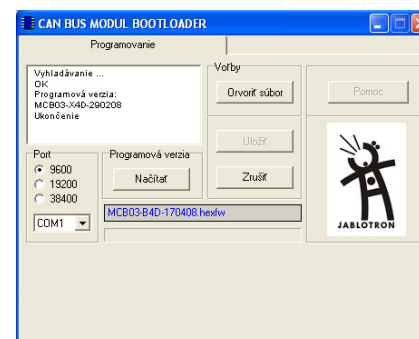 CAN BUS MODUL BOOTLOADER
Programovanie
Vyhladávanie ...
OK
Programová verzia:
MCB03-X4D-290208
Ukončenie
Voľby
Otvoriť súbor
Pomoc
Uložiť
Zrušiť
Port
9600
19200
38400
COM1
Programová verzia
Načítať
MCB03-B4D-170408.hexfw
JABLOTRON